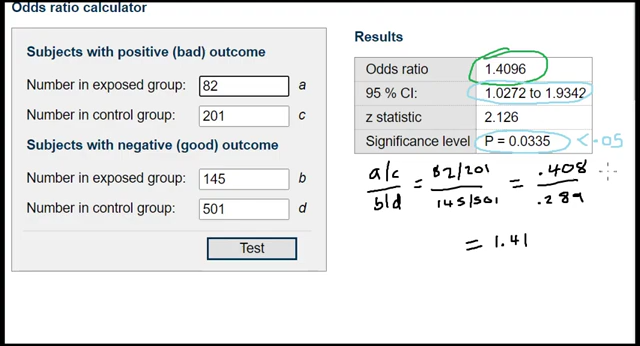 Odds ratio calculator
Subjects with positive (bad) outcome
Number in exposed group: 82 a
Number in control group: 201 c
Subjects with negative (good) outcome
Number in exposed group: 145 b
Number in control group: 501 d
Test
Results
Odds ratio 1.4096
95 % CI: 1.0272 to 1.9342
z statistic 2.126
Significance level P = 0.0335 < .05
a/c 82/201 .408
= =
b/d 145/501 .289
= 1.41